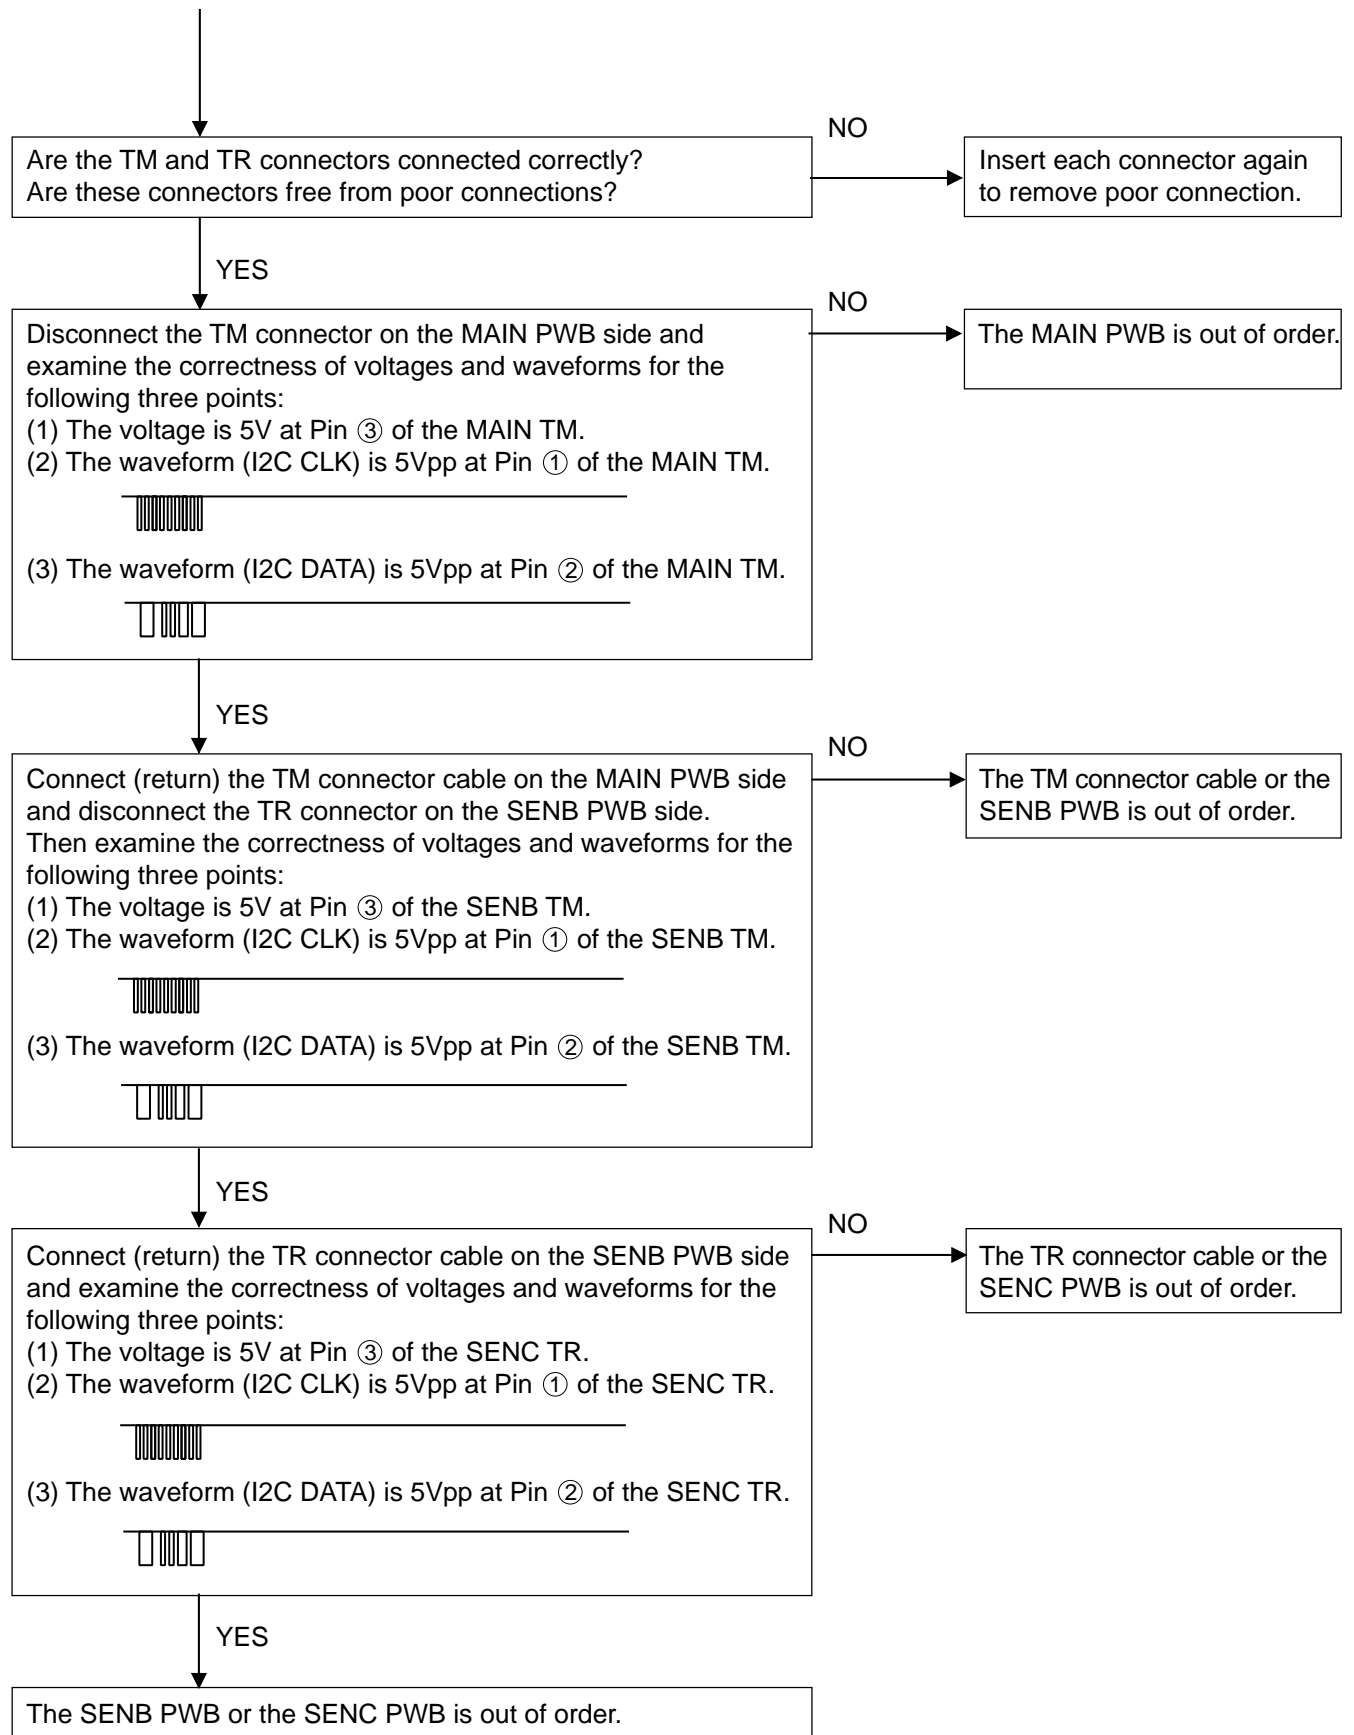 NO
Are the TM and TR connectors connected correctly?
Are these connectors free from poor connections?
Insert each connector again
to remove poor connection.
YES
NO
Disconnect the TM connector on the MAIN PWB side and
examine the correctness of voltages and waveforms for the
following three points:
(1) The voltage is 5V at Pin ③ of the MAIN TM.
(2) The waveform (I2C CLK) is 5Vpp at Pin ① of the MAIN TM.
(3) The waveform (I2C DATA) is 5Vpp at Pin ② of the MAIN TM.
The MAIN PWB is out of order.
YES
NO
Connect (return) the TM connector cable on the MAIN PWB side
and disconnect the TR connector on the SENB PWB side.
Then examine the correctness of voltages and waveforms for the
following three points:
(1) The voltage is 5V at Pin ③ of the SENB TM.
(2) The waveform (I2C CLK) is 5Vpp at Pin ① of the SENB TM.
(3) The waveform (I2C DATA) is 5Vpp at Pin ② of the SENB TM.
The TM connector cable or the
SENB PWB is out of order.
YES
NO
Connect (return) the TR connector cable on the SENB PWB side
and examine the correctness of voltages and waveforms for the
following three points:
(1) The voltage is 5V at Pin ③ of the SENC TR.
(2) The waveform (I2C CLK) is 5Vpp at Pin ① of the SENC TR.
(3) The waveform (I2C DATA) is 5Vpp at Pin ② of the SENC TR.
The TR connector cable or the
SENC PWB is out of order.
YES
The SENB PWB or the SENC PWB is out of order.